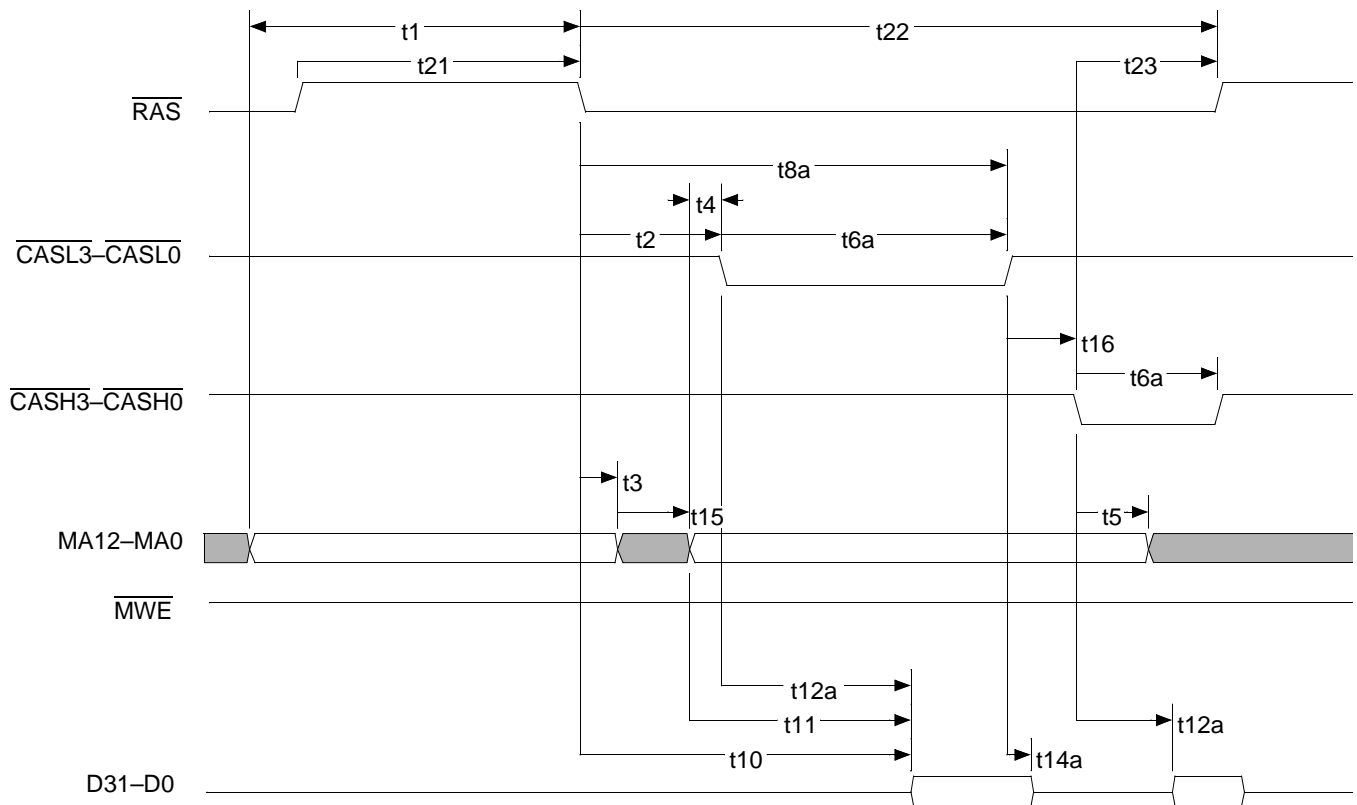 t1
t22
t21
t23
RAS
t8a
t4
t2
t6a
CASL3–CASL0
t16
t6a
CASH3–CASH0
t3
t15
t5
MA12–MA0
MWE
t12a
t11
t12a
t10
t14a
D31–D0